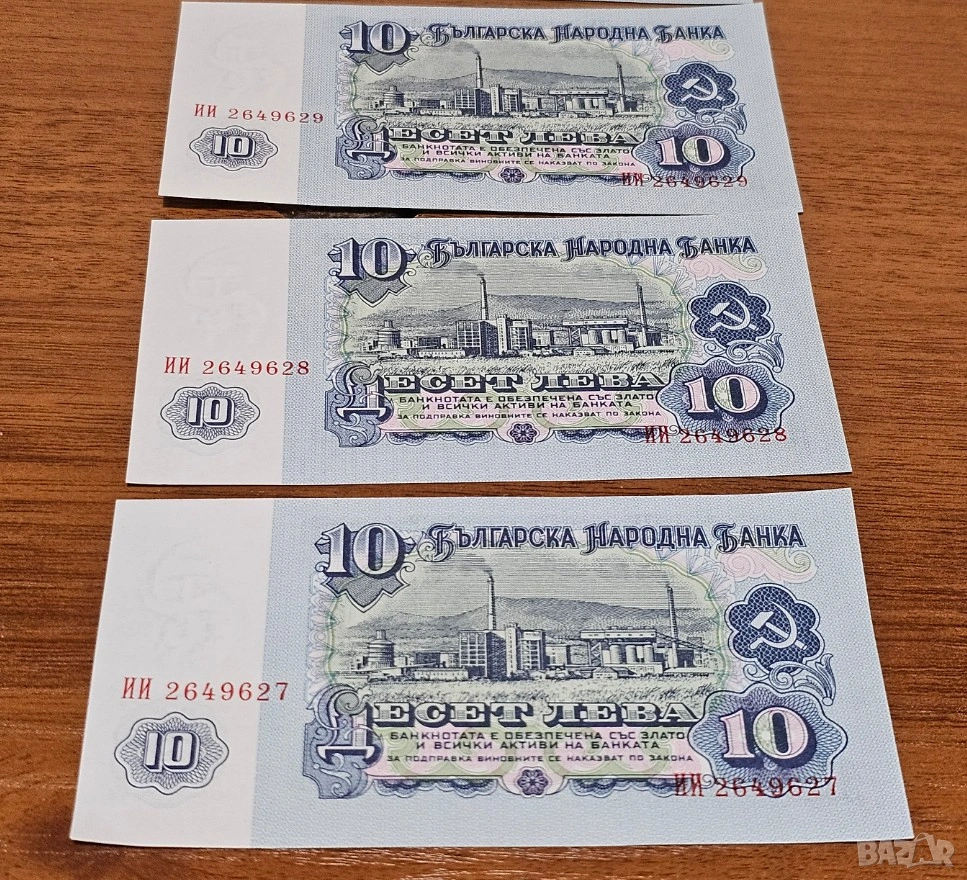 10 БЪЛГАРСКА НАРОДНА БАНКА
ИИ 2649629
10
ДЕСЕТ ЛЕВА
БАНКНОТАТА Е ОБЕЗПЕЧЕНА СЪС ЗЛАТО
И ВСИЧКИ АКТИВИ НА БАНКАТА
ЗА ПОДПРАВКА ВИНОВНИТЕ СЕ НАКАЗВАТ ПО ЗАКОНА
10
ИИ 2649629
10 БЪЛГАРСКА НАРОДНА БАНКА
ИИ 2649628
10
ДЕСЕТ ЛЕВА
БАНКНОТАТА Е ОБЕЗПЕЧЕНА СЪС ЗЛАТО
И ВСИЧКИ АКТИВИ НА БАНКАТА
ЗА ПОДПРАВКА ВИНОВНИТЕ СЕ НАКАЗВАТ ПО ЗАКОНА
10
ИИ 2649628
10 БЪЛГАРСКА НАРОДНА БАНКА
ИИ 2649627
10
ДЕСЕТ ЛЕВА
БАНКНОТАТА Е ОБЕЗПЕЧЕНА СЪС ЗЛАТО
И ВСИЧКИ АКТИВИ НА БАНКАТА
ЗА ПОДПРАВКА ВИНОВНИТЕ СЕ НАКАЗВАТ ПО ЗАКОНА
10
ИИ 2649627
BAZAR